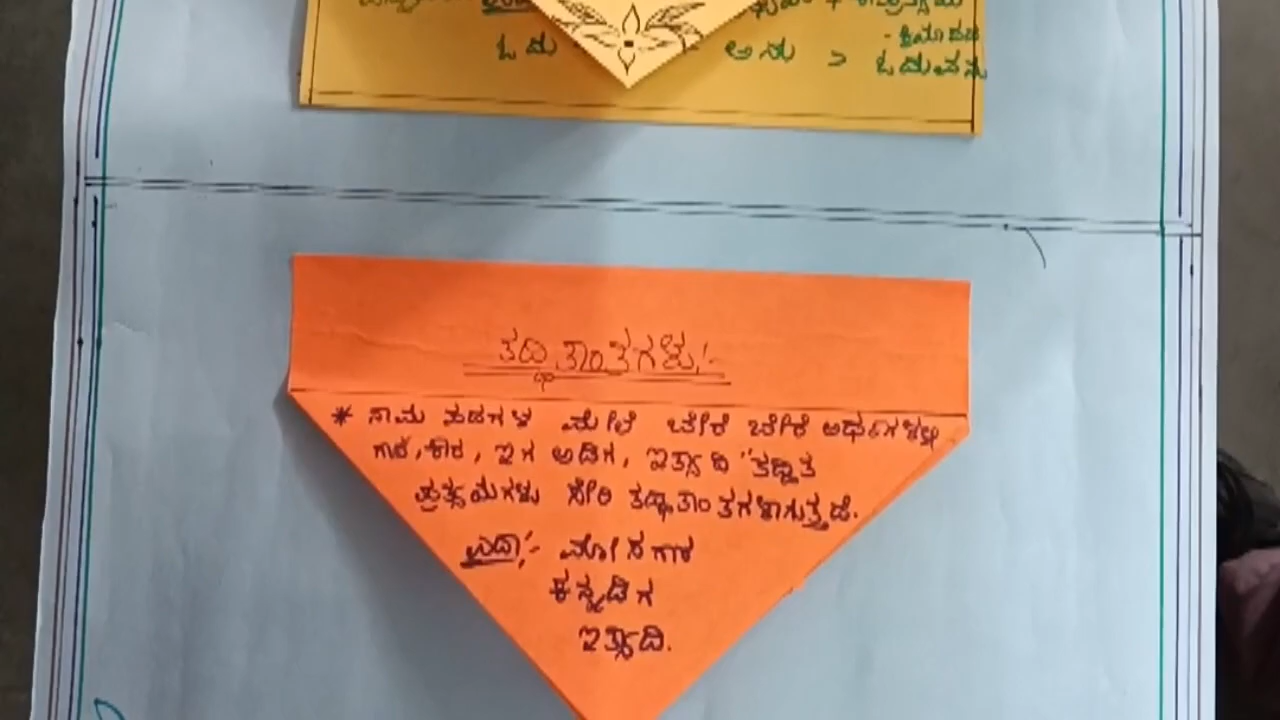 - ಕ್ರಿಯಾ ಪದ
ಓದು ಅನು > ಓದುವನು
ತದ್ಧಿತಾಂತಗಳು:-
* ನಾಮ ಪದಗಳ ಮೇಲೆ ಬೇರೆ ಬೇರೆ ಅರ್ಥಗಳಲ್ಲಿ
ಗಾರ, ಕಾರ, ಇಗ ಅಡಿಗ, ಇತ್ಯಾದಿ "ತದ್ಧಿತ
ಪ್ರತ್ಯಯಗಳು ಸೇರಿ ತದ್ಧಿತಾಂತಗಳಾಗುತ್ತವೆ.
ಉದಾ:- ಮೋಸಗಾರ
ಕನ್ನಡಿಗ
ಇತ್ಯಾದಿ.